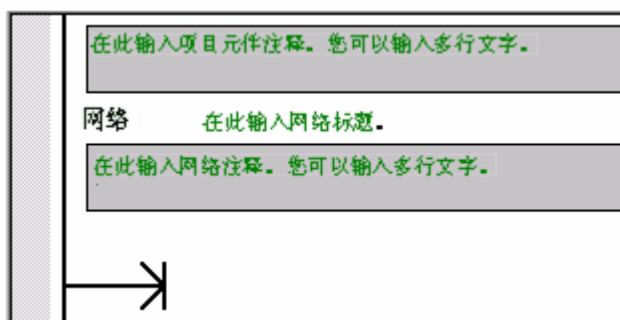 在此输入项目元件注释。您可以输入多行文字。
网络 在此输入网络标题。
在此输入网络注释。您可以输入多行文字。